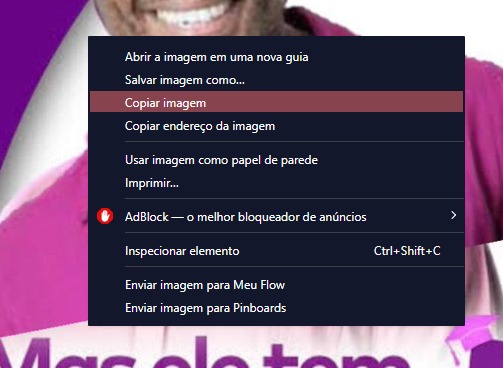 Abrir a imagem em uma nova guia
Salvar imagem como...
Copiar imagem
Copiar endereço da imagem
Usar imagem como papel de parede
Imprimir...
AdBlock — o melhor bloqueador de anúncios
Inspecionar elemento Ctrl+Shift+C
Enviar imagem para Meu Flow
Enviar imagem para Pinboards
Mas ele tem